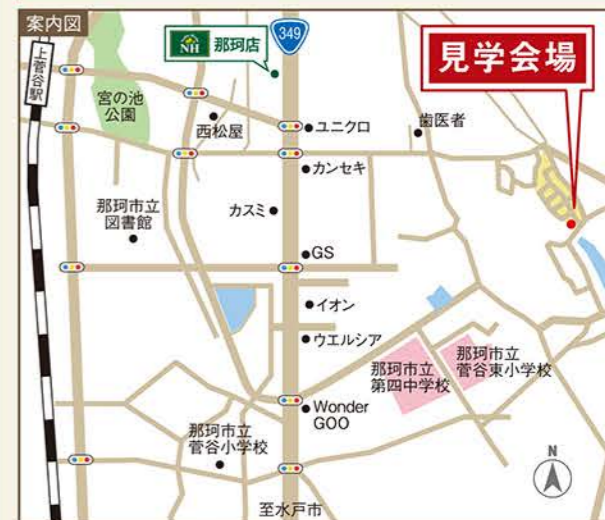 案内図
349
NH 那珂店
見学会場
上菅谷駅
宮の池
公園
西松屋
ユニクロ
歯医者
カンセキ
那珂市立
図書館
カスミ
GS
イオン
ウエルシア
那珂市立
第四中学校
那珂市立
菅谷東小学校
Wonder
GOO
那珂市立
菅谷小学校
N
至水戸市